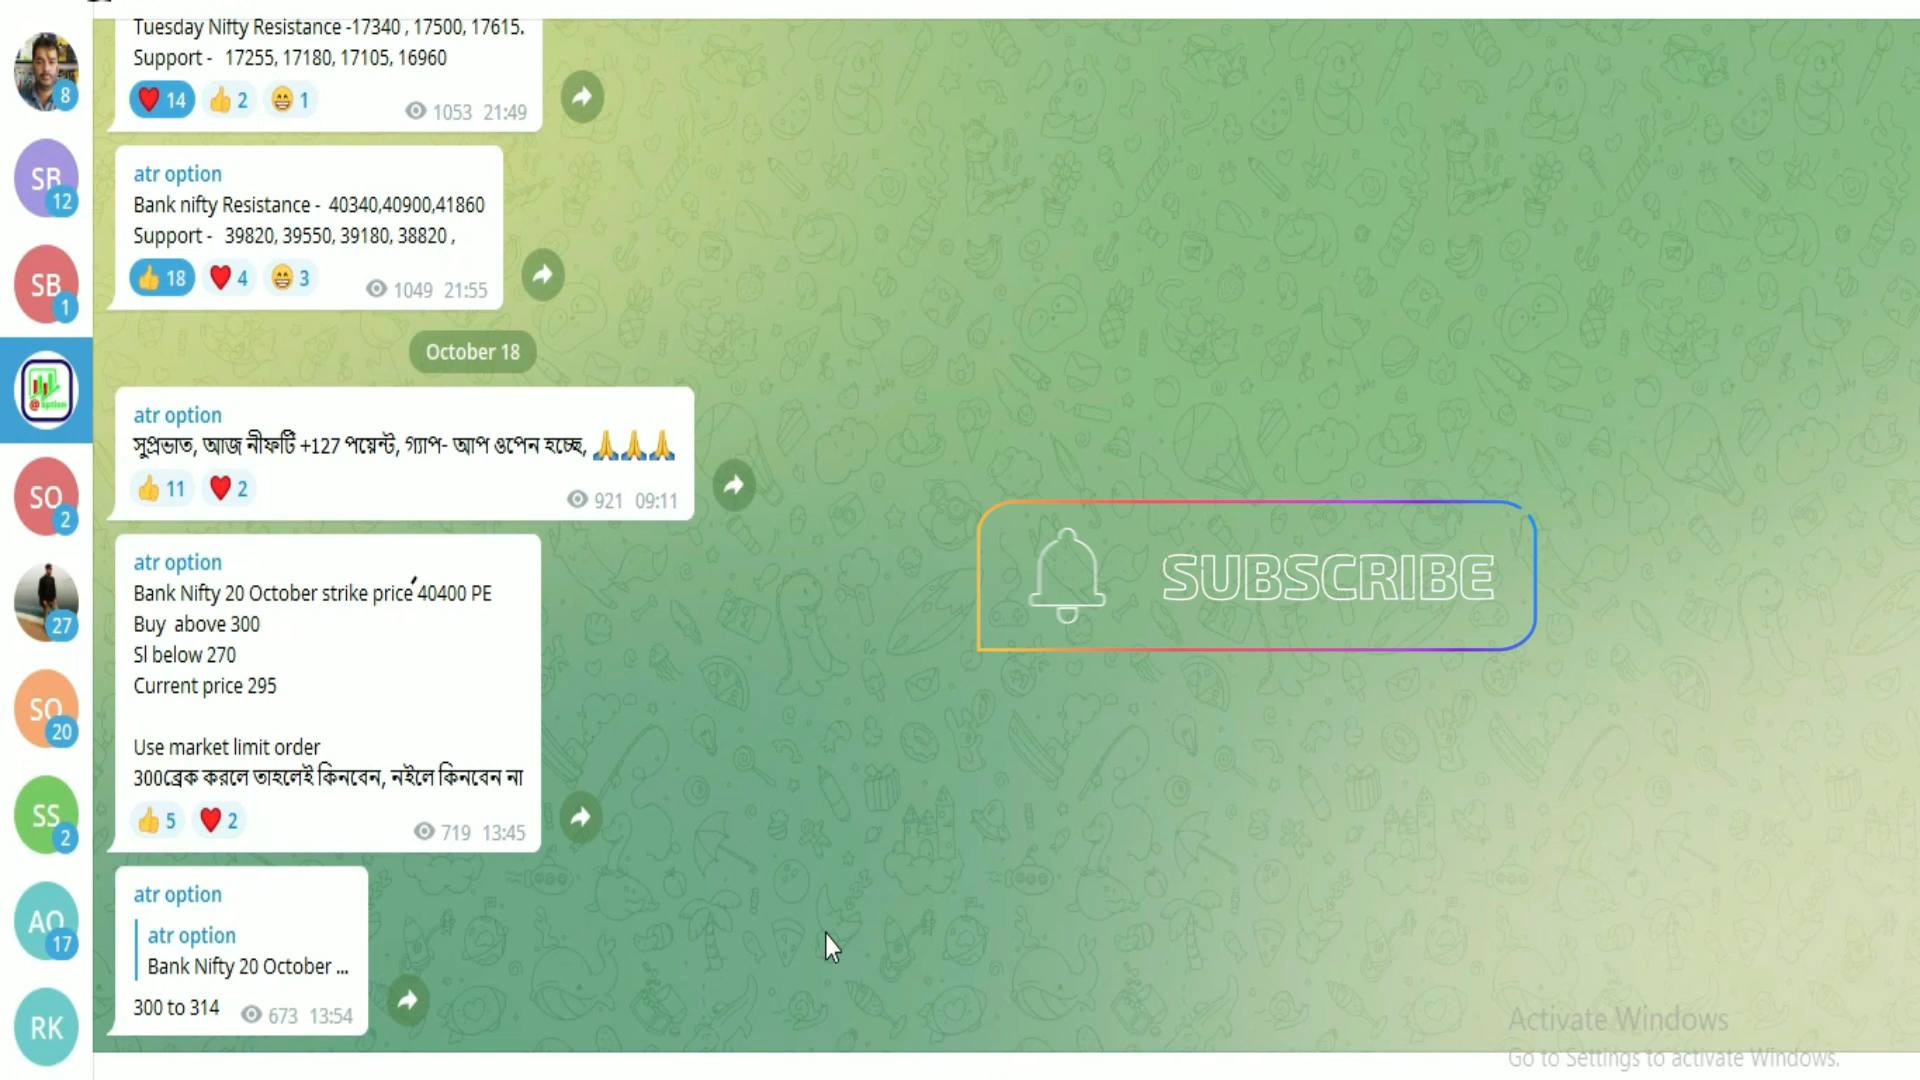 Tuesday Nifty Resistance -17340 , 17500, 17615.
Support - 17255, 17180, 17105, 16960
❤️ 14 👍 2 😁 1
1053 21:49
atr option
Bank nifty Resistance - 40340,40900,41860
Support - 39820, 39550, 39180, 38820 ,
👍 18 ❤️ 4 😁 3
1049 21:55
October 18
atr option
সুপ্রভাত, আজ নীফটি +127 পয়েন্ট, গ্যাপ- আপ ওপেন হচ্ছে, 🙏🙏🙏
👍 11 ❤️ 2
921 09:11
atr option
Bank Nifty 20 October strike price 40400 PE
Buy above 300
Sl below 270
Current price 295
Use market limit order
300ব্রেক করলে তাহলেই কিনবেন, নইলে কিনবেন না
👍 5 ❤️ 2
719 13:45
atr option
atr option
Bank Nifty 20 October ...
300 to 314
673 13:54
8
SB
12
SB
1
@ option
SO
2
27
SO
20
SS
2
AO
17
RK
SUBSCRIBE
Activate Windows
Go to Settings to activate Windows.